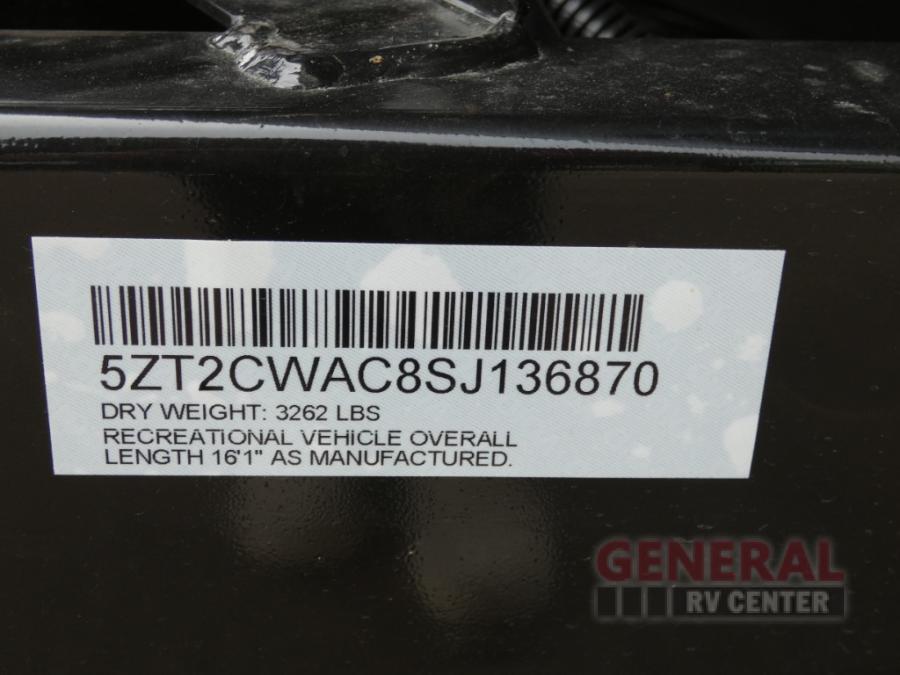 5ZT2CWAC8SJ136870
DRY WEIGHT: 3262 LBS
RECREATIONAL VEHICLE OVERALL
LENGTH 16'1" AS MANUFACTURED.
GENERAL
RV CENTER